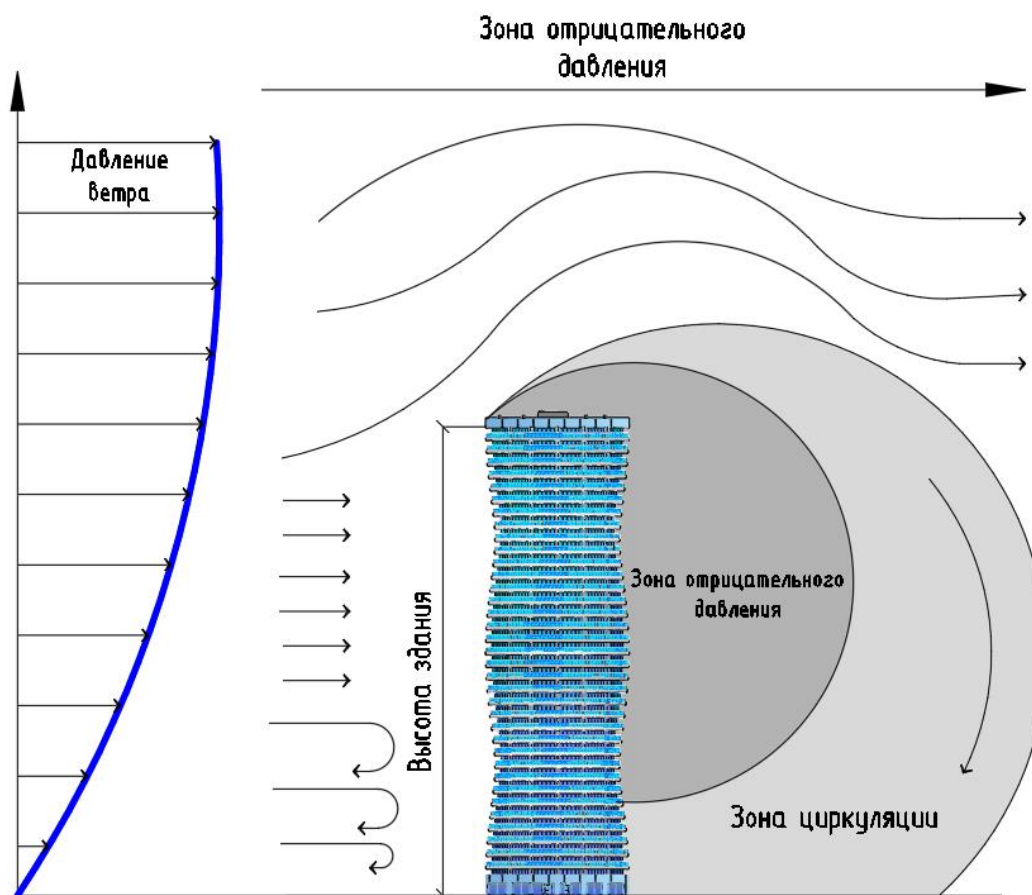 Зона отрицательного
давления
Давление
ветра
Высота здания
Зона отрицательного
давления
Зона циркуляции